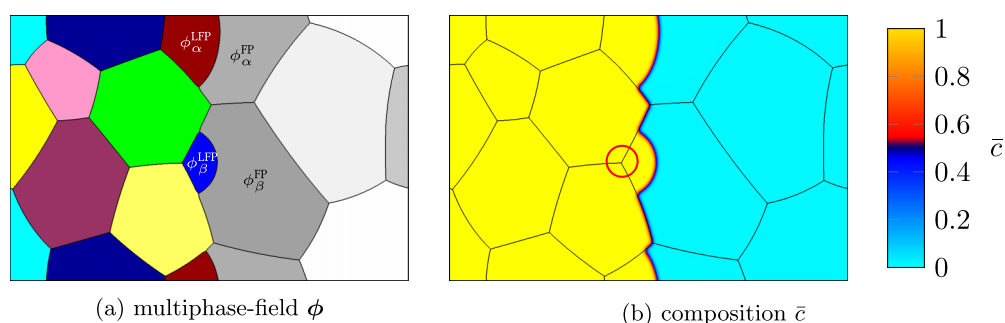 ϕ_α^LFP
ϕ_α^FP
ϕ_β^LFP
ϕ_β^FP
1
0.8
0.6
0.4
0.2
0
c̄
(a) multiphase-field ϕ
(b) composition c̄